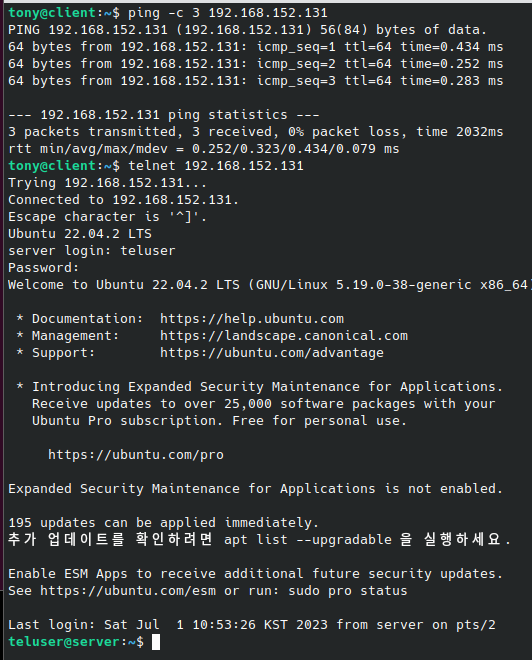 tony@client:~$ ping -c 3 192.168.152.131
PING 192.168.152.131 (192.168.152.131) 56(84) bytes of data.
64 bytes from 192.168.152.131: icmp_seq=1 ttl=64 time=0.434 ms
64 bytes from 192.168.152.131: icmp_seq=2 ttl=64 time=0.252 ms
64 bytes from 192.168.152.131: icmp_seq=3 ttl=64 time=0.283 ms
--- 192.168.152.131 ping statistics ---
3 packets transmitted, 3 received, 0% packet loss, time 2032ms
rtt min/avg/max/mdev = 0.252/0.323/0.434/0.079 ms
tony@client:~$ telnet 192.168.152.131
Trying 192.168.152.131...
Connected to 192.168.152.131.
Escape character is '^]'.
Ubuntu 22.04.2 LTS
server login: teluser
Password:
Welcome to Ubuntu 22.04.2 LTS (GNU/Linux 5.19.0-38-generic x86_64)
* Documentation:  https://help.ubuntu.com
* Management:     https://landscape.canonical.com
* Support:        https://ubuntu.com/advantage
* Introducing Expanded Security Maintenance for Applications.
Receive updates to over 25,000 software packages with your
Ubuntu Pro subscription. Free for personal use.
https://ubuntu.com/pro
Expanded Security Maintenance for Applications is not enabled.
195 updates can be applied immediately.
추가 업데이트를 확인하려면 apt list --upgradable 을 실행하세요.
Enable ESM Apps to receive additional future security updates.
See https://ubuntu.com/esm or run: sudo pro status
Last login: Sat Jul  1 10:53:26 KST 2023 from server on pts/2
teluser@server:~$